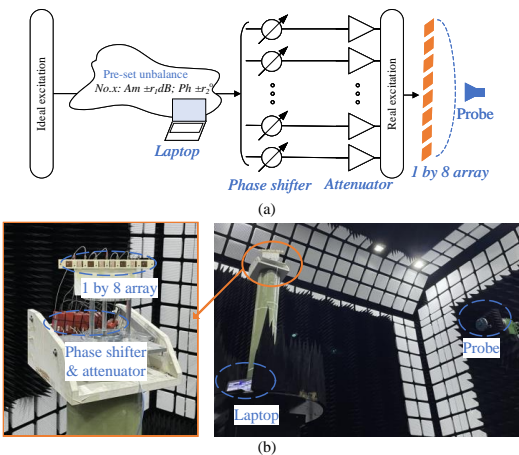 Ideal excitation
Pre-set unbalance
No.x: Am ±r₁dB; Ph ±r₂°
Laptop
Phase shifter
Attenuator
Real excitation
1 by 8 array
Probe
(a)
1 by 8 array
Phase shifter
& attenuator
Laptop
Probe
(b)